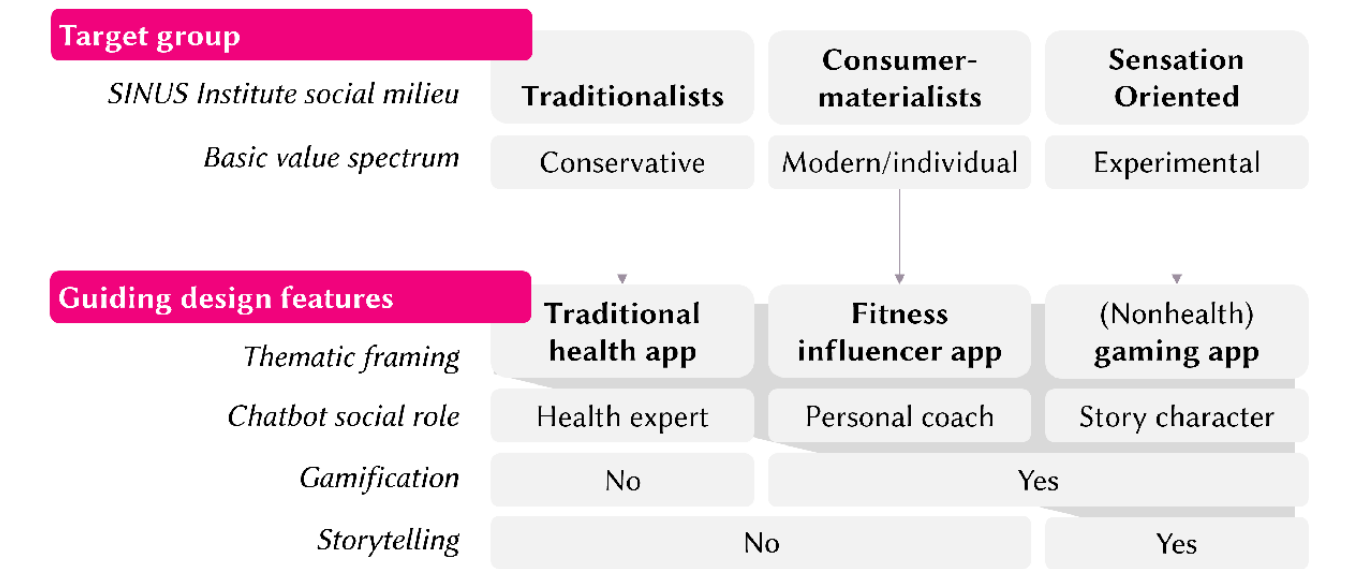 Target group
SINUS Institute social milieu
Traditionalists
Consumer-
materialists
Sensation
Oriented
Basic value spectrum
Conservative
Modern/individual
Experimental
Guiding design features
Thematic framing
Traditional
health app
Fitness
influencer app
(Nonhealth)
gaming app
Chatbot social role
Health expert
Personal coach
Story character
Gamification
No
Yes
Storytelling
No
Yes